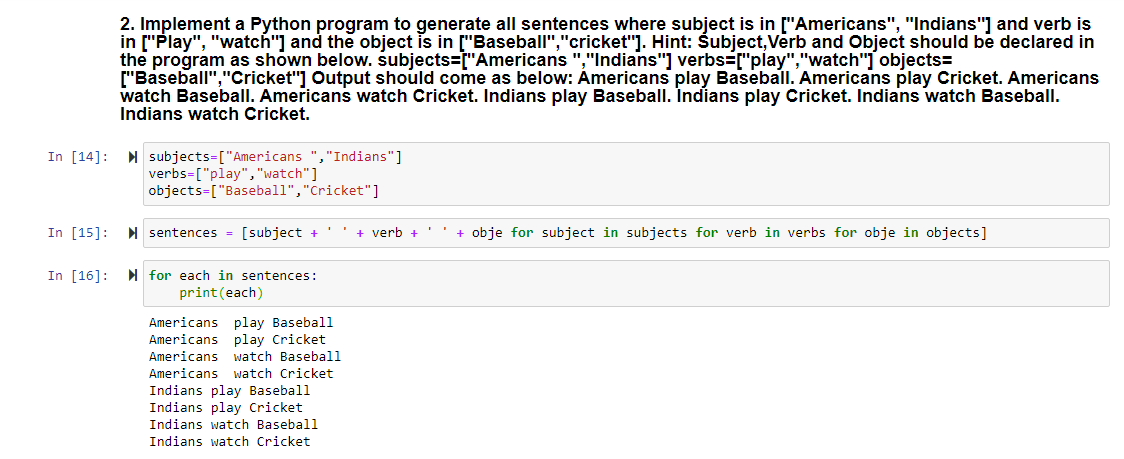 2. Implement a Python program to generate all sentences where subject is in ["Americans", "Indians"] and verb is
in ["Play", "watch"] and the object is in ["Baseball","cricket"]. Hint: Subject,Verb and Object should be declared in
the program as shown below. subjects=["Americans ","Indians"] verbs=["play","watch"] objects=
["Baseball","Cricket"] Output should come as below: Americans play Baseball. Americans play Cricket. Americans
watch Baseball. Americans watch Cricket. Indians play Baseball. Indians play Cricket. Indians watch Baseball.
Indians watch Cricket.
In [14]: subjects=["Americans ","Indians"]
verbs=["play","watch"]
objects=["Baseball","Cricket"]
In [15]: sentences = [subject + ' ' + verb + ' ' + obje for subject in subjects for verb in verbs for obje in objects]
In [16]: for each in sentences:
    print(each)
Americans  play Baseball
Americans  play Cricket
Americans  watch Baseball
Americans  watch Cricket
Indians play Baseball
Indians play Cricket
Indians watch Baseball
Indians watch Cricket